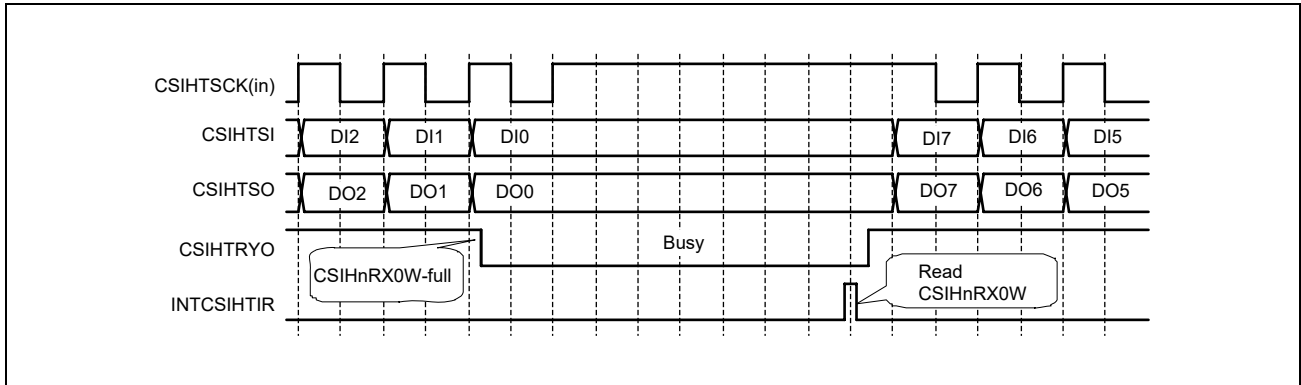 CSIHTSCK(in)
CSIHTSI DI2 DI1 DI0 DI7 DI6 DI5
CSIHTSO DO2 DO1 DO0 DO7 DO6 DO5
CSIHTRYO Busy
CSIHnRX0W-full
Read
CSIHnRX0W
INTCSIHTIR